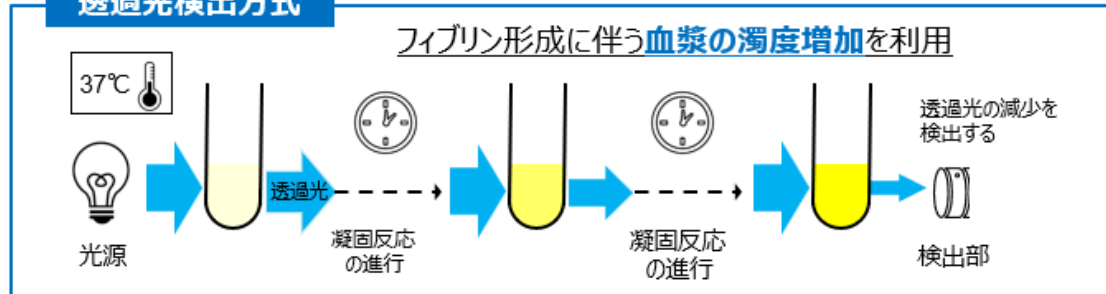 透過光検出方式
フィブリン形成に伴う血漿の濁度増加を利用
37℃
透過光の減少を
検出する
透過光
凝固反応
の進行
凝固反応
の進行
光源
検出部